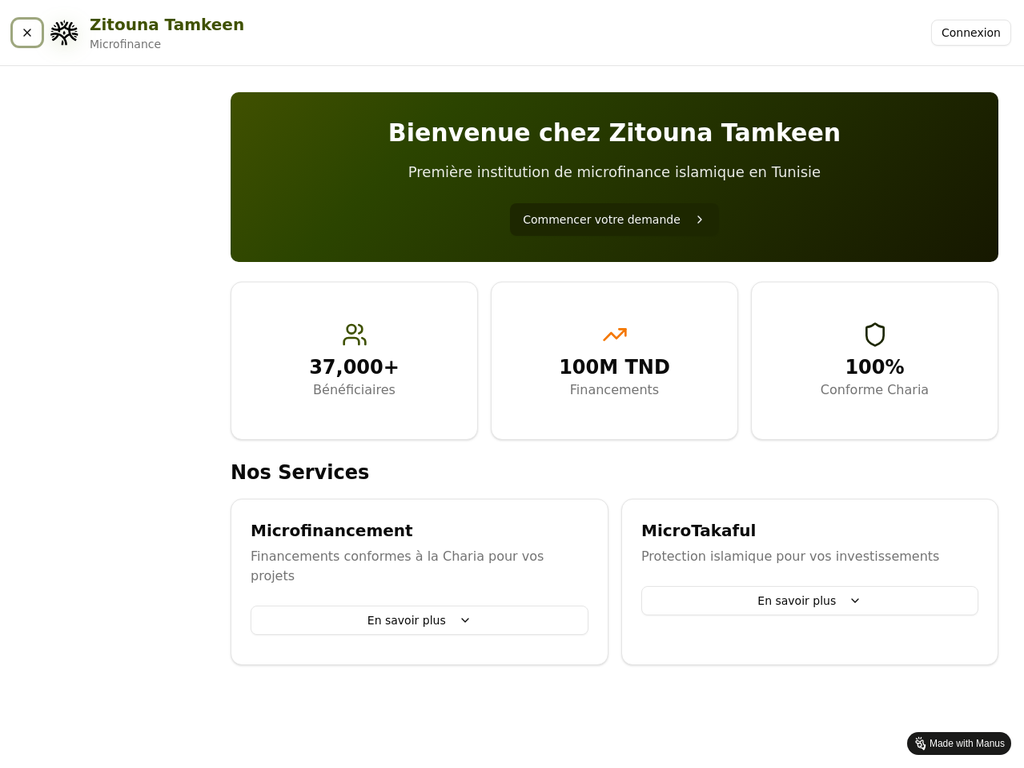 Zitouna Tamkeen
Microfinance
Connexion
Bienvenue chez Zitouna Tamkeen
Première institution de microfinance islamique en Tunisie
Commencer votre demande
37,000+
Bénéficiaires
100M TND
Financements
100%
Conforme Charia
Nos Services
Microfinancement
Financements conformes à la Charia pour vos
projets
En savoir plus
MicroTakaful
Protection islamique pour vos investissements
En savoir plus
Made with Manus